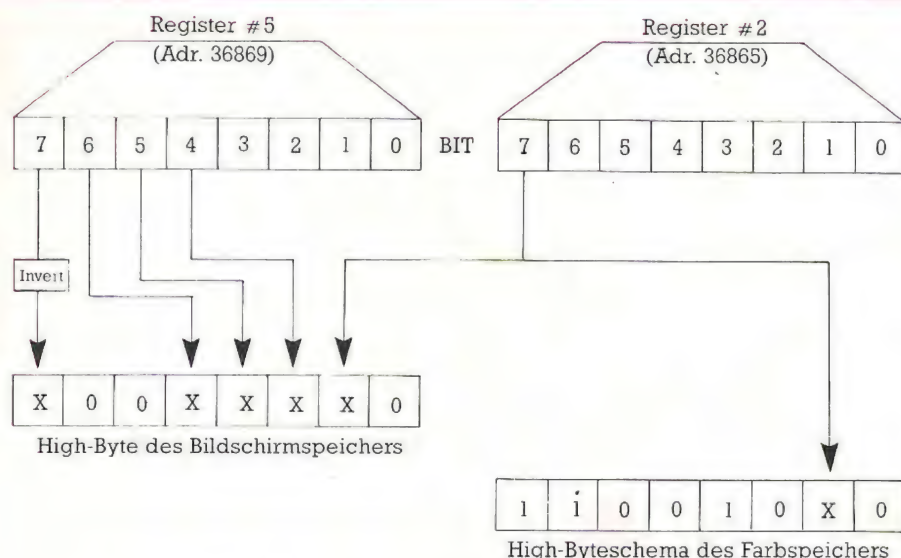 Register #5
(Adr. 36869)
Register #2
(Adr. 36865)
7 6 5 4 3 2 1 0 BIT 7 6 5 4 3 2 1 0
Invert
X 0 0 X X X X 0
High-Byte des Bildschirmspeichers
1 1 0 0 1 0 X 0
High-Byteschema des Farbspeichers